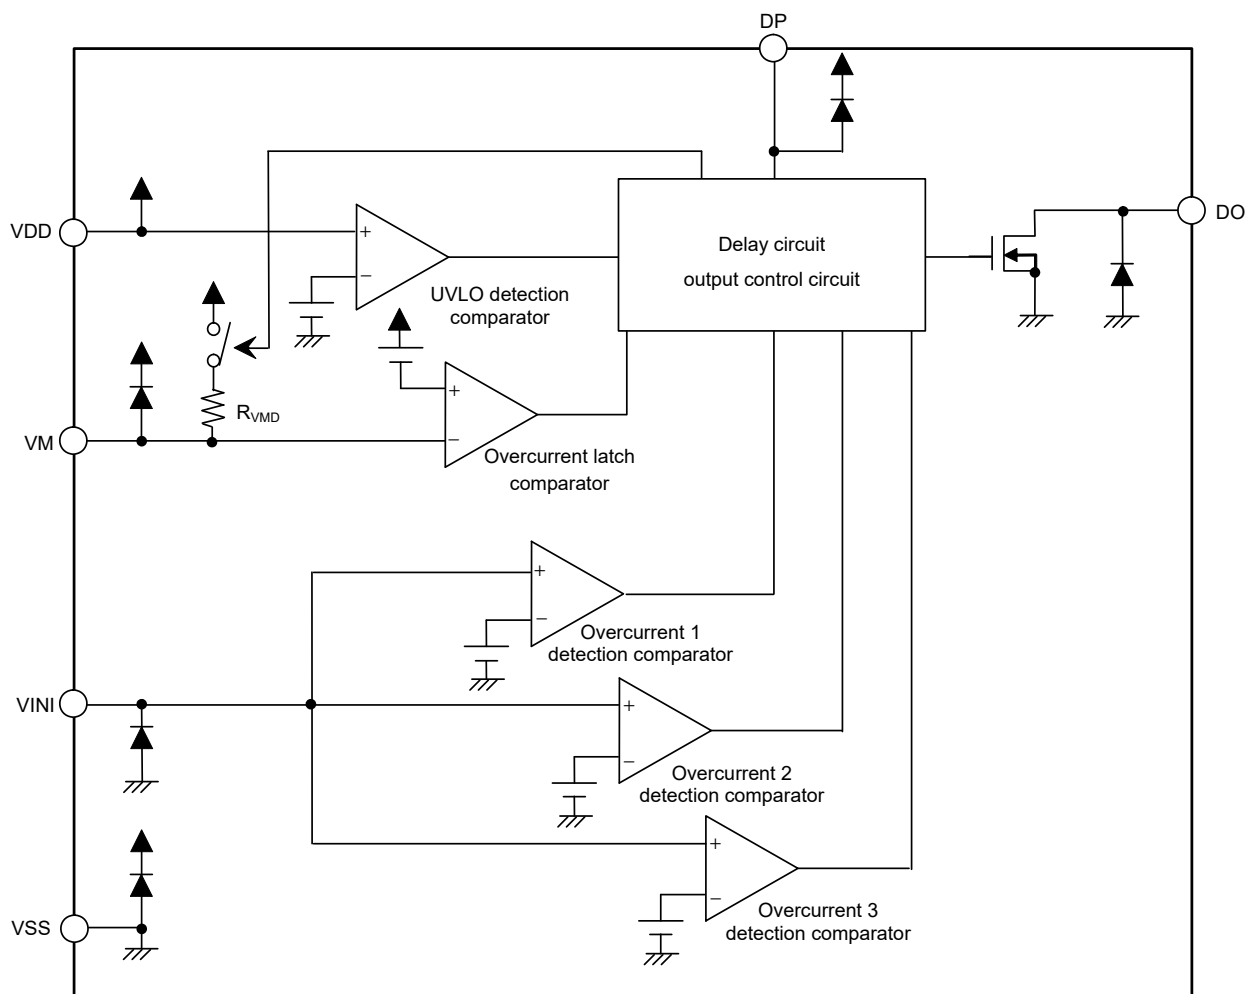 DP
VDD
DO
+
−
Delay circuit
output control circuit
UVLO detection
comparator
RVMD
VM
+
−
Overcurrent latch
comparator
+
−
Overcurrent 1
detection comparator
VINI
+
−
Overcurrent 2
detection comparator
+
−
Overcurrent 3
detection comparator
VSS